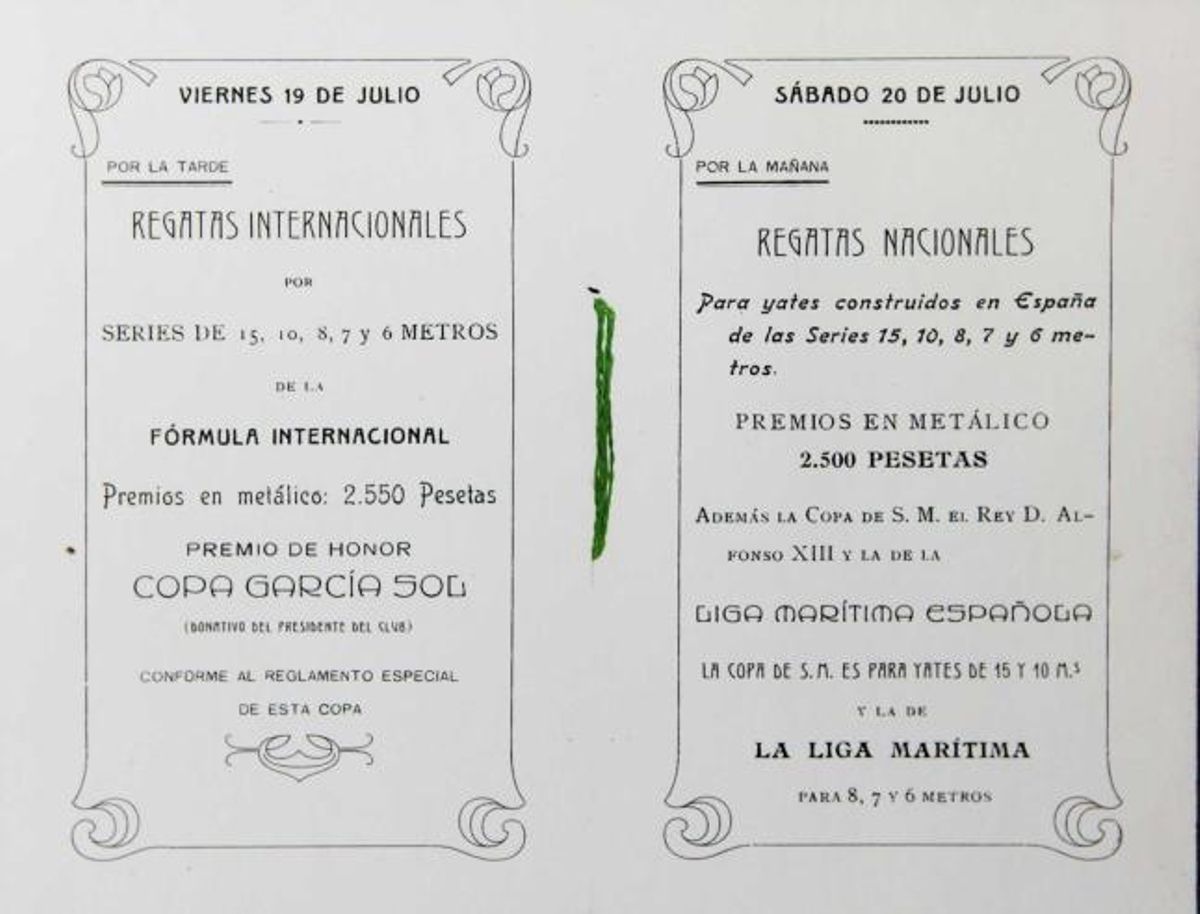 VIERNES 19 DE JULIO
POR LA TARDE
REGATAS INTERNACIONALES
POR
SERIES DE 15, 10, 8, 7 y 6 METROS
DE LA
FÓRMULA INTERNACIONAL
Premios en metálico: 2.550 Pesetas
PREMIO DE HONOR
COPA GARCÍA SOL
(DONATIVO DEL PRESIDENTE DEL CLUB)
CONFORME AL REGLAMENTO ESPECIAL
DE ESTA COPA
SÁBADO 20 DE JULIO
POR LA MAÑANA
REGATAS NACIONALES
Para yates construidos en España
de las Series 15, 10, 8, 7 y 6 me-
tros.
PREMIOS EN METÁLICO
2.500 PESETAS
ADEMÁS LA COPA DE S. M. EL REY D. AL-
FONSO XIII Y LA DE LA
LIGA MARÍTIMA ESPAÑOLA
LA COPA DE S. M. ES PARA YATES DE 15 Y 10 M.S
Y LA DE
LA LIGA MARÍTIMA
PARA 8, 7 Y 6 METROS